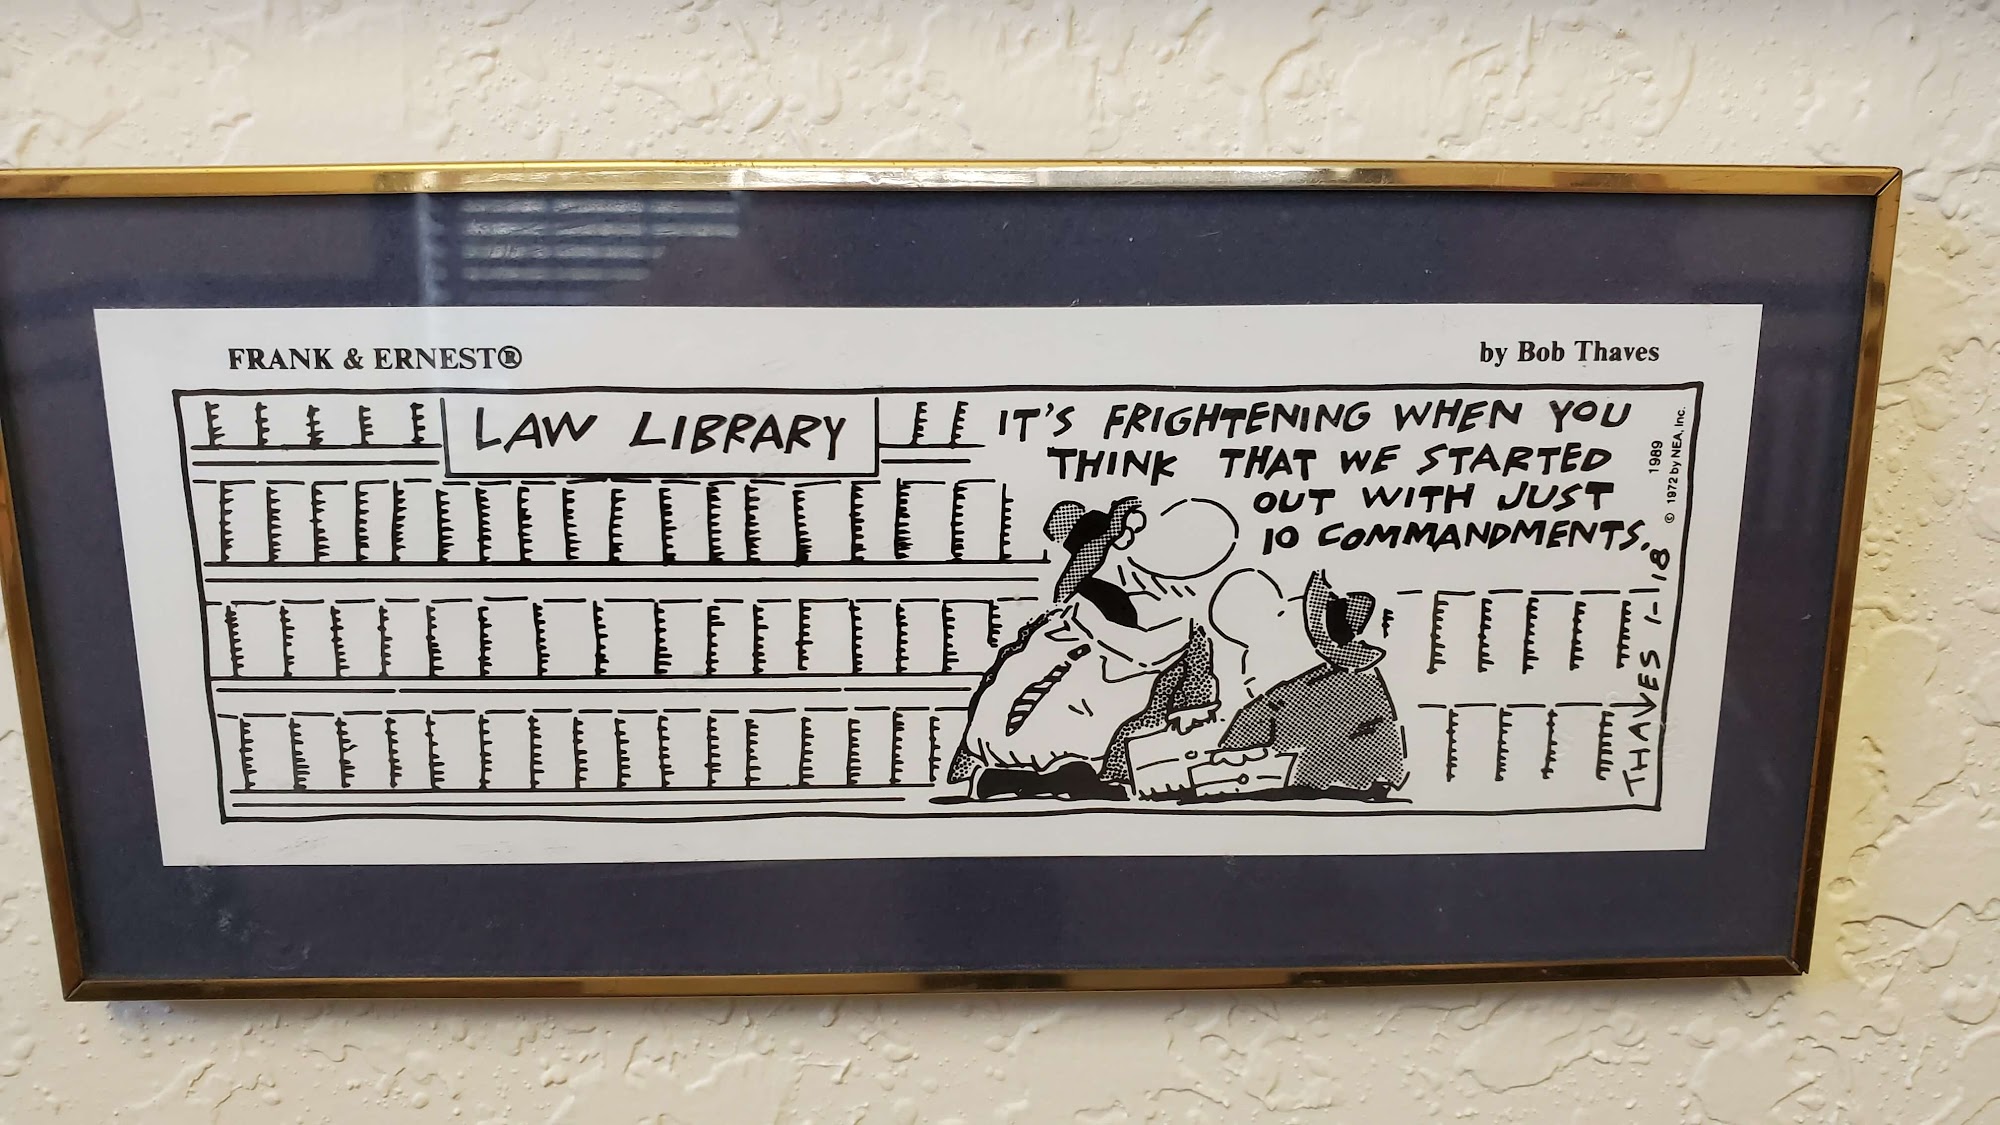 FRANK & ERNEST®
by Bob Thaves
LAW LIBRARY
IT'S FRIGHTENING WHEN YOU
THINK THAT WE STARTED
OUT WITH JUST
10 COMMANDMENTS.
1989
© 1972 by NEA, Inc.
THAVES 1-18